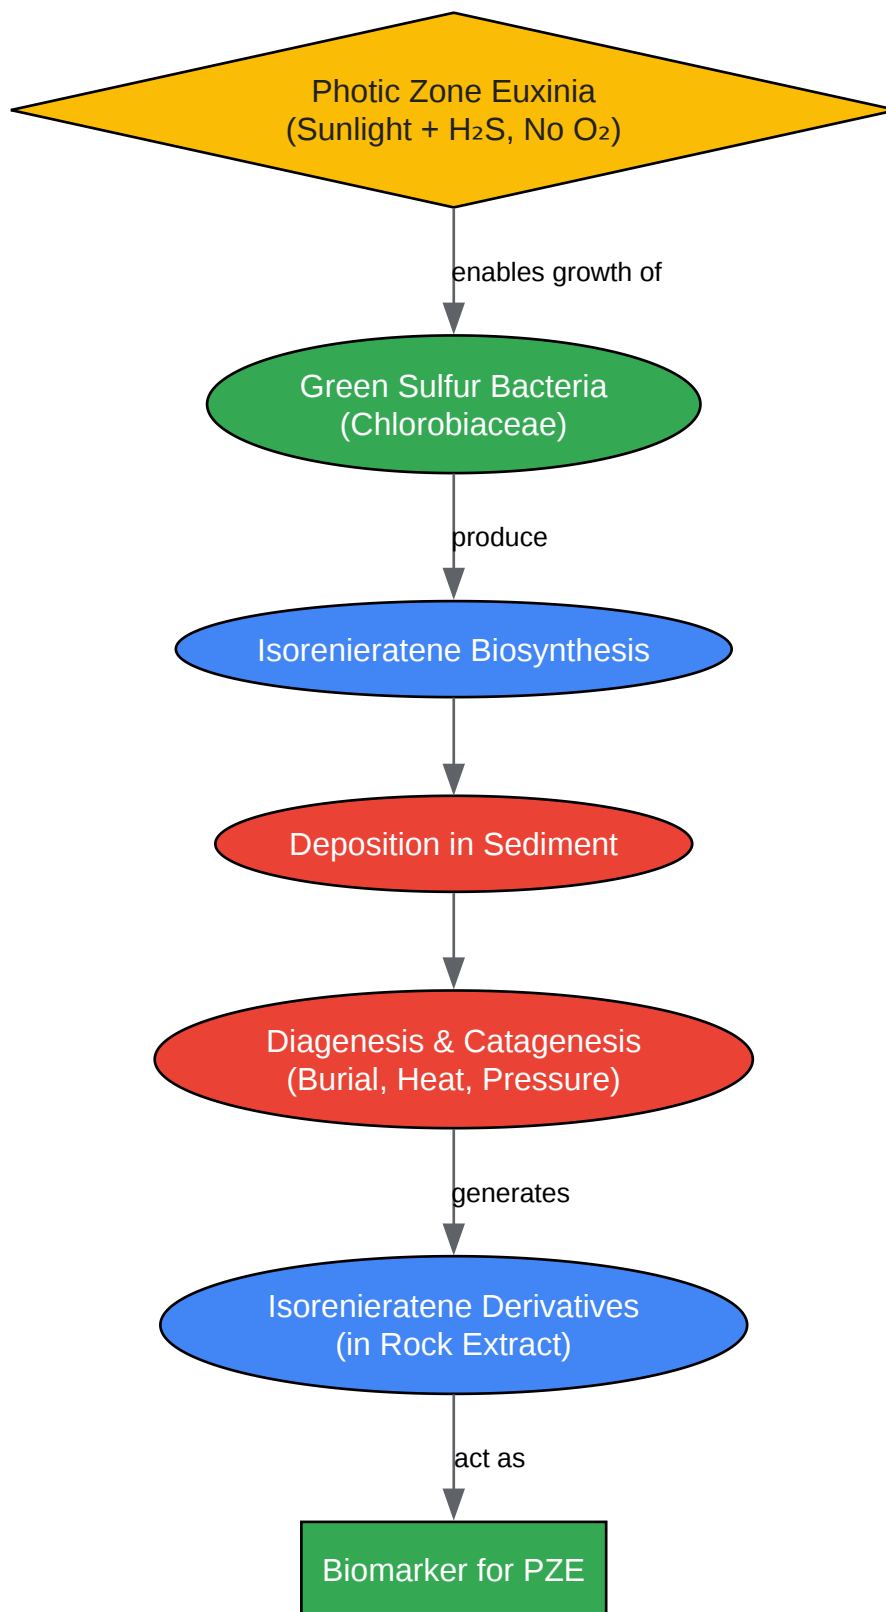 Photic Zone Euxinia
(Sunlight + H₂S, No O₂)
enables growth of
Green Sulfur Bacteria
(Chlorobiaceae)
produce
Isorenieratene Biosynthesis
Deposition in Sediment
Diagenesis & Catagenesis
(Burial, Heat, Pressure)
generates
Isorenieratene Derivatives
(in Rock Extract)
act as
Biomarker for PZE